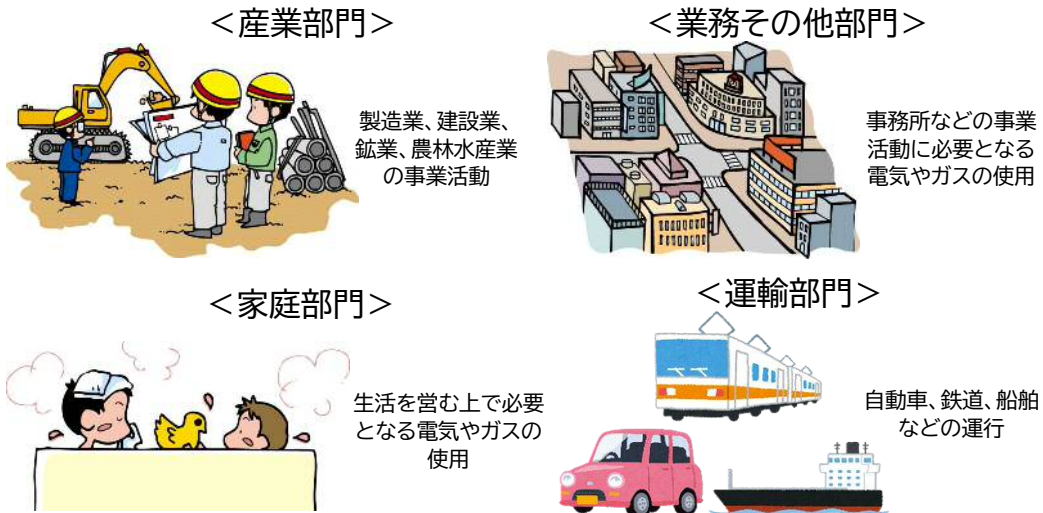 ＜産業部門＞
製造業、建設業、
鉱業、農林水産業
の事業活動
＜業務その他部門＞
事務所などの事業
活動に必要となる
電気やガスの使用
＜家庭部門＞
生活を営む上で必要
となる電気やガスの
使用
＜運輸部門＞
自動車、鉄道、船舶
などの運行